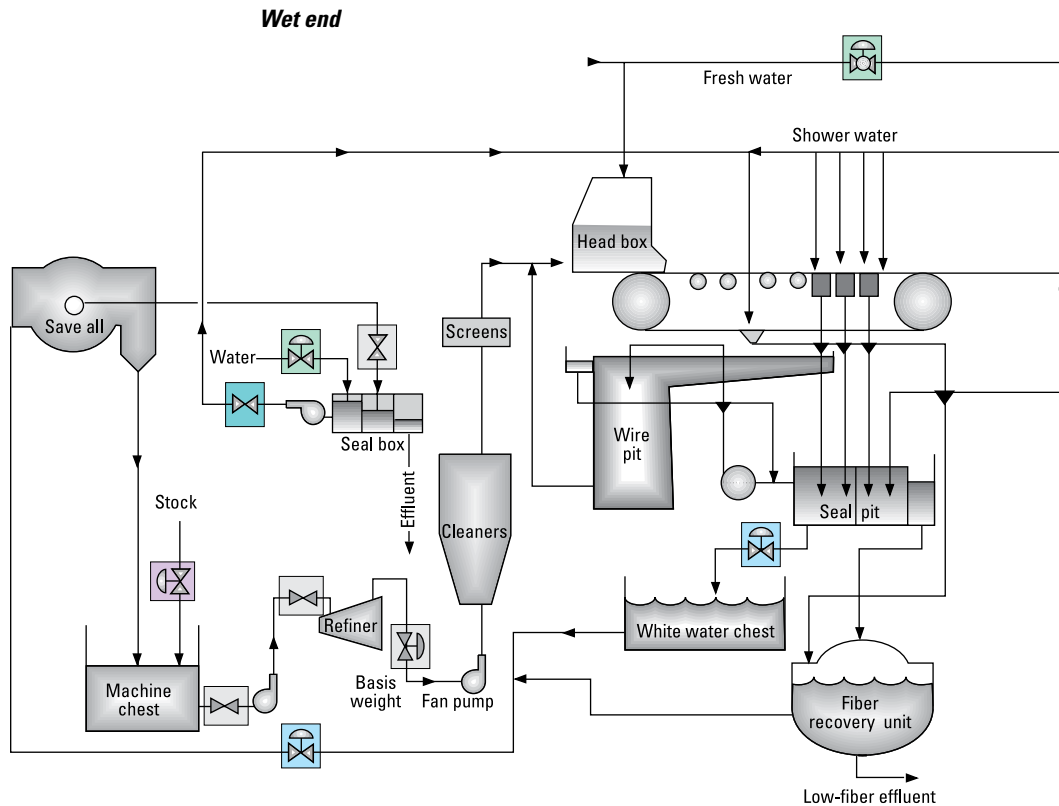 Wet end
Fresh water
Shower water
Head box
Save all
Screens
Water
Seal box
Wire
pit
Effluent
Stock
Cleaners
Seal pit
Refiner
White water chest
Machine
chest
Basis
weight
Fan pump
Fiber
recovery unit
Low-fiber effluent